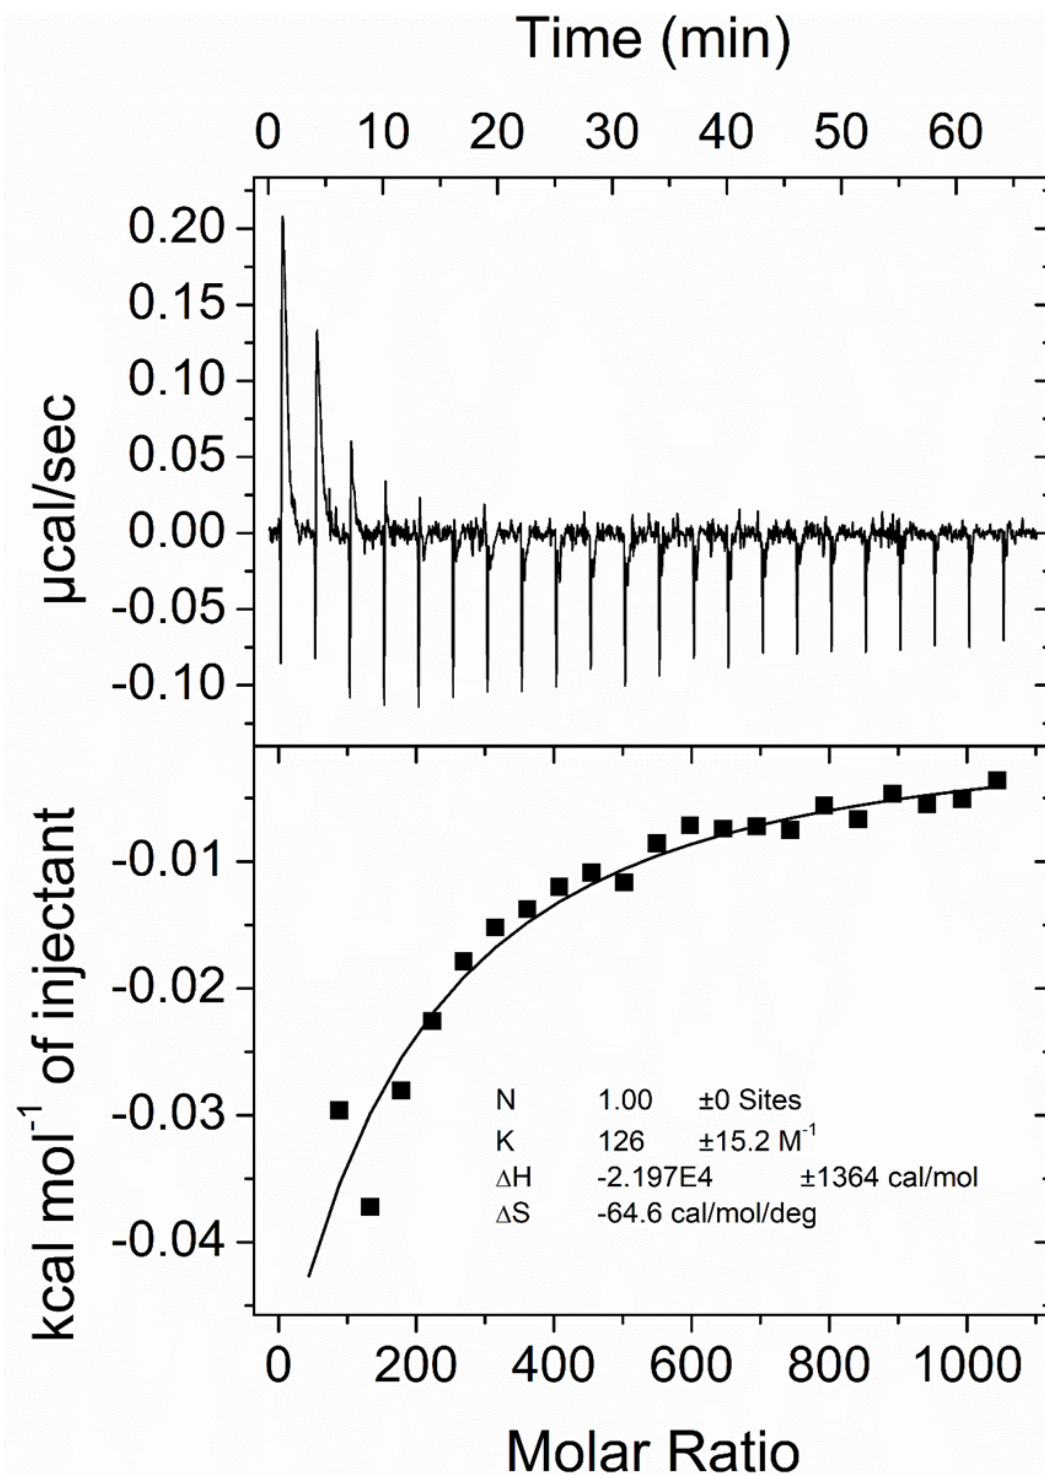 Time (min)
0 10 20 30 40 50 60
0.20
0.15
0.10
0.05
0.00
-0.05
-0.10
µcal/sec
-0.01
-0.02
-0.03
-0.04
kcal mol⁻¹ of injectant
N 1.00 ±0 Sites
K 126 ±15.2 M⁻¹
ΔH -2.197E4 ±1364 cal/mol
ΔS -64.6 cal/mol/deg
0 200 400 600 800 1000
Molar Ratio